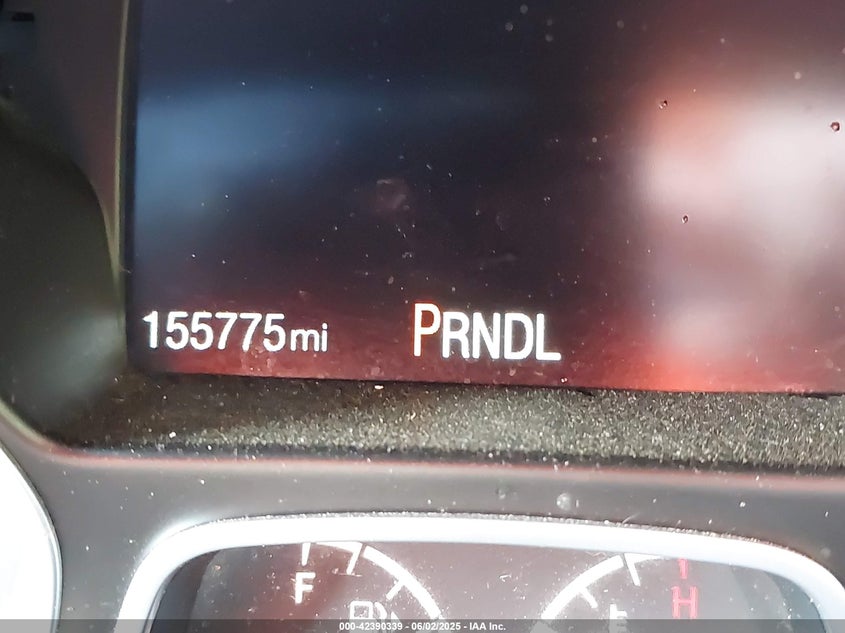 155775mi PRNDL
F H
000-42390339 - 06/02/2025 - IAA Inc.